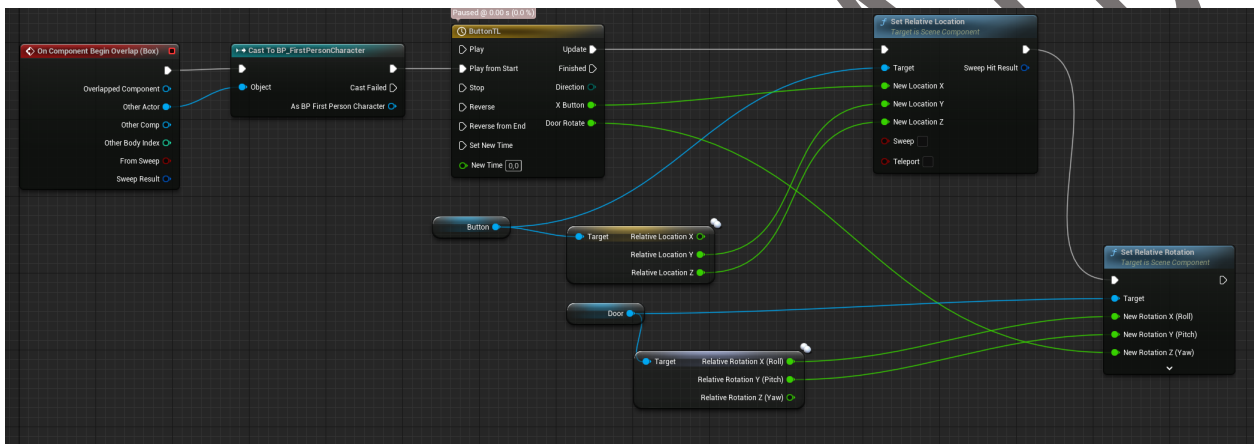 Paused @ 0.00 s (0.0 %)
On Component Begin Overlap (Box)
Overlapped Component
Other Actor
Other Comp
Other Body Index
From Sweep
Sweep Result
Cast To BP_FirstPersonCharacter
Object
Cast Failed
As BP First Person Character
ButtonTL
Play
Update
Play from Start
Finished
Stop
Direction
Reverse
X Button
Reverse from End
Door Rotate
Set New Time
New Time 0,0
Set Relative Location
Target is Scene Component
Target
Sweep Hit Result
New Location X
New Location Y
New Location Z
Sweep
Teleport
Button
Target
Relative Location X
Relative Location Y
Relative Location Z
Door
Target
Relative Rotation X (Roll)
Relative Rotation Y (Pitch)
Relative Rotation Z (Yaw)
Set Relative Rotation
Target is Scene Component
Target
New Rotation X (Roll)
New Rotation Y (Pitch)
New Rotation Z (Yaw)